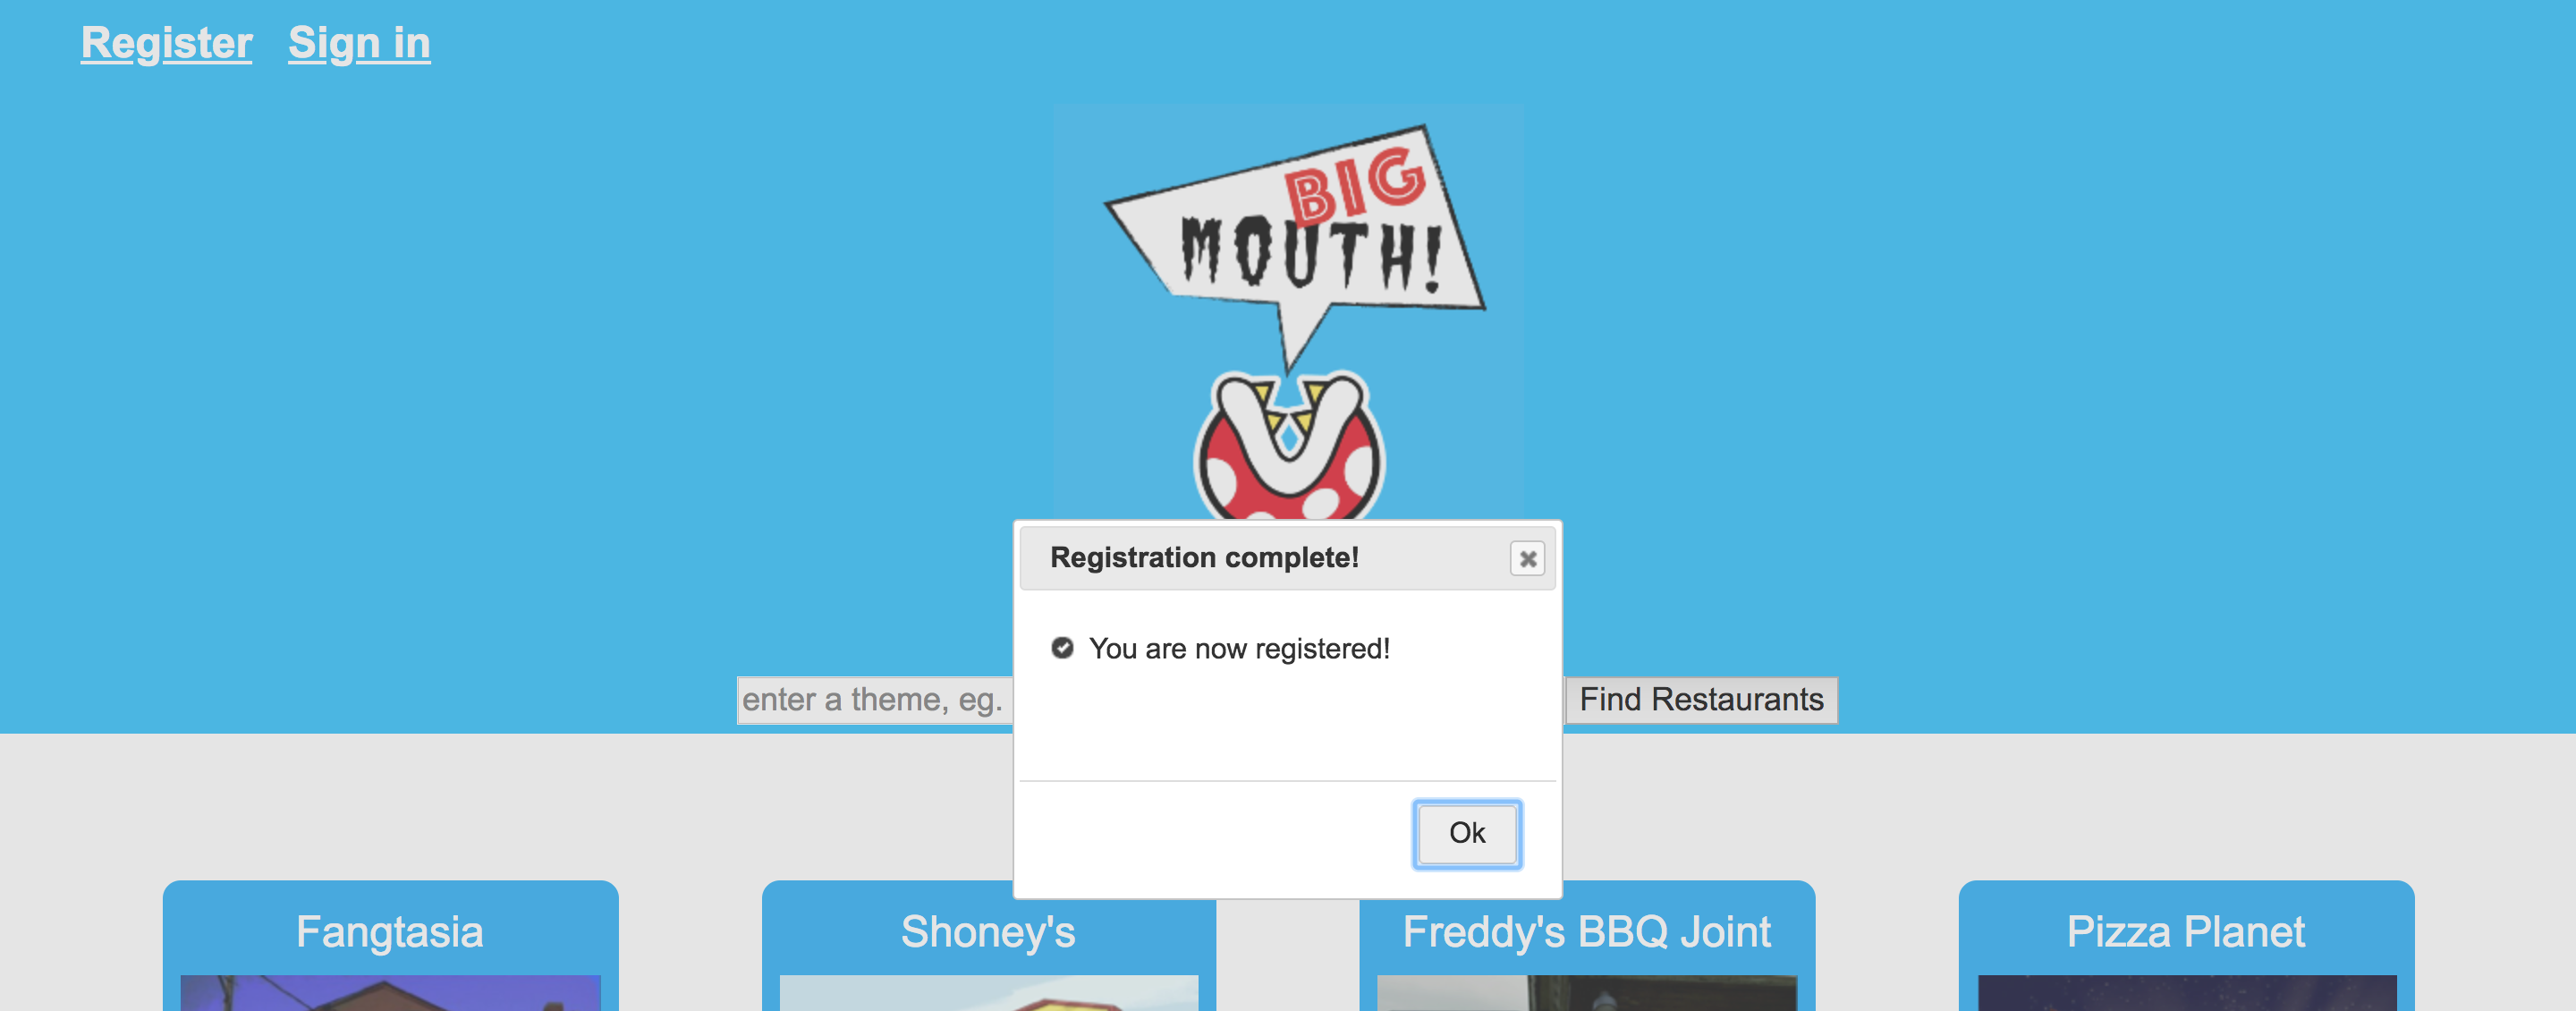 Register Sign in
BIG
MOUTH!
Registration complete!
You are now registered!
enter a theme, eg.
Find Restaurants
Ok
Fangtasia
Shoney's
Freddy's BBQ Joint
Pizza Planet